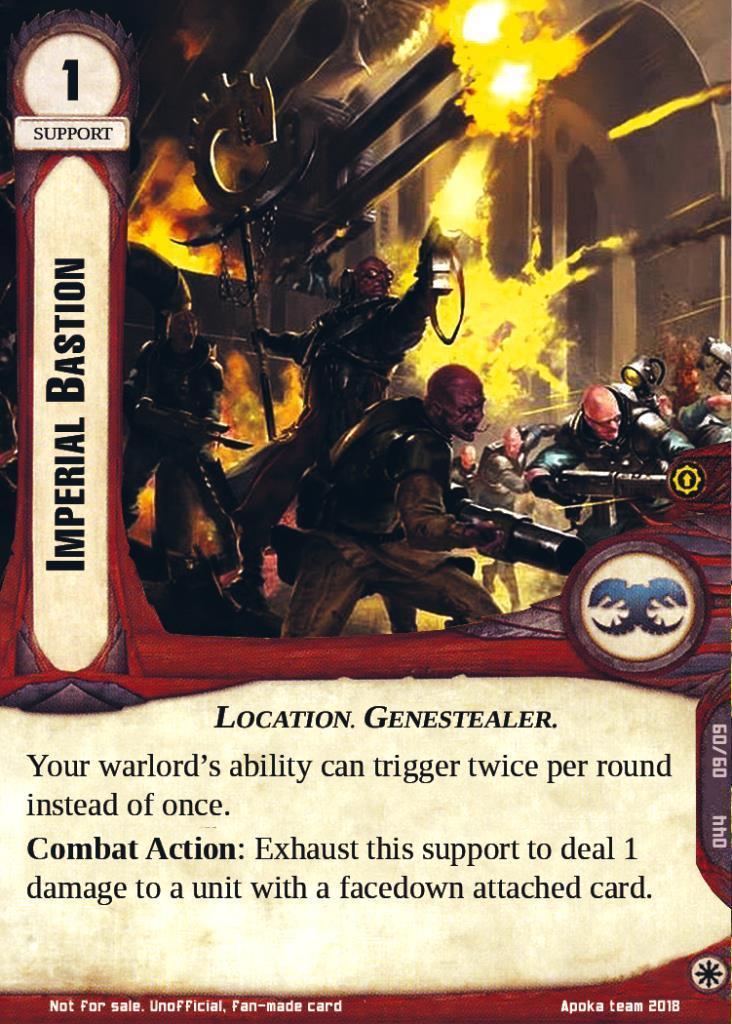 1
SUPPORT
IMPERIAL BASTION
LOCATION. GENESTEALER.
Your warlord's ability can trigger twice per round
instead of once.
Combat Action: Exhaust this support to deal 1
damage to a unit with a facedown attached card.
60/60
hh0
Not for sale. Unofficial, Fan-made card
Apoka team 2018